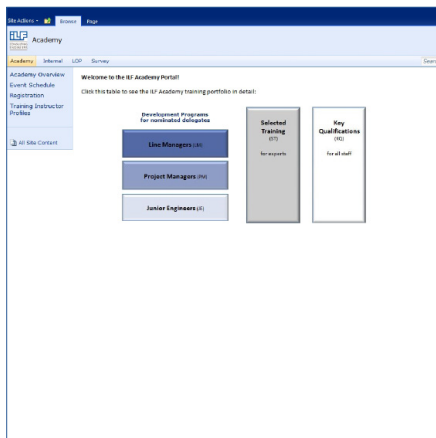 Site Actions
Browse
Page
iLF
Academy
Academy Internal LOP Survey
Academy Overview
Event Schedule
Registration
Training Instructor
Profiles
All Site Content
Welcome to the ILF Academy Portal!
Click this table to see the ILF Academy training portfolio in detail:
Development Programs
for nominated delegates
Line Managers
Project Managers (PM)
Junior Engineers (JE)
Selected
Training
(ST)
for experts
Key
Qualifications
(KQ)
for all staff